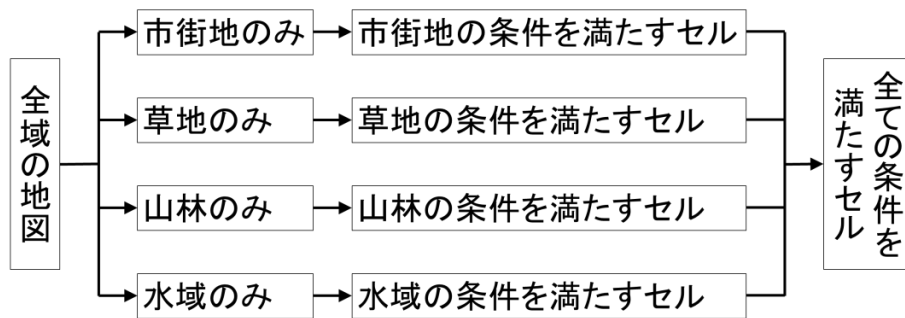 全域の地図
市街地のみ
市街地の条件を満たすセル
草地のみ
草地の条件を満たすセル
山林のみ
山林の条件を満たすセル
水域のみ
水域の条件を満たすセル
全ての条件を
満たすセル